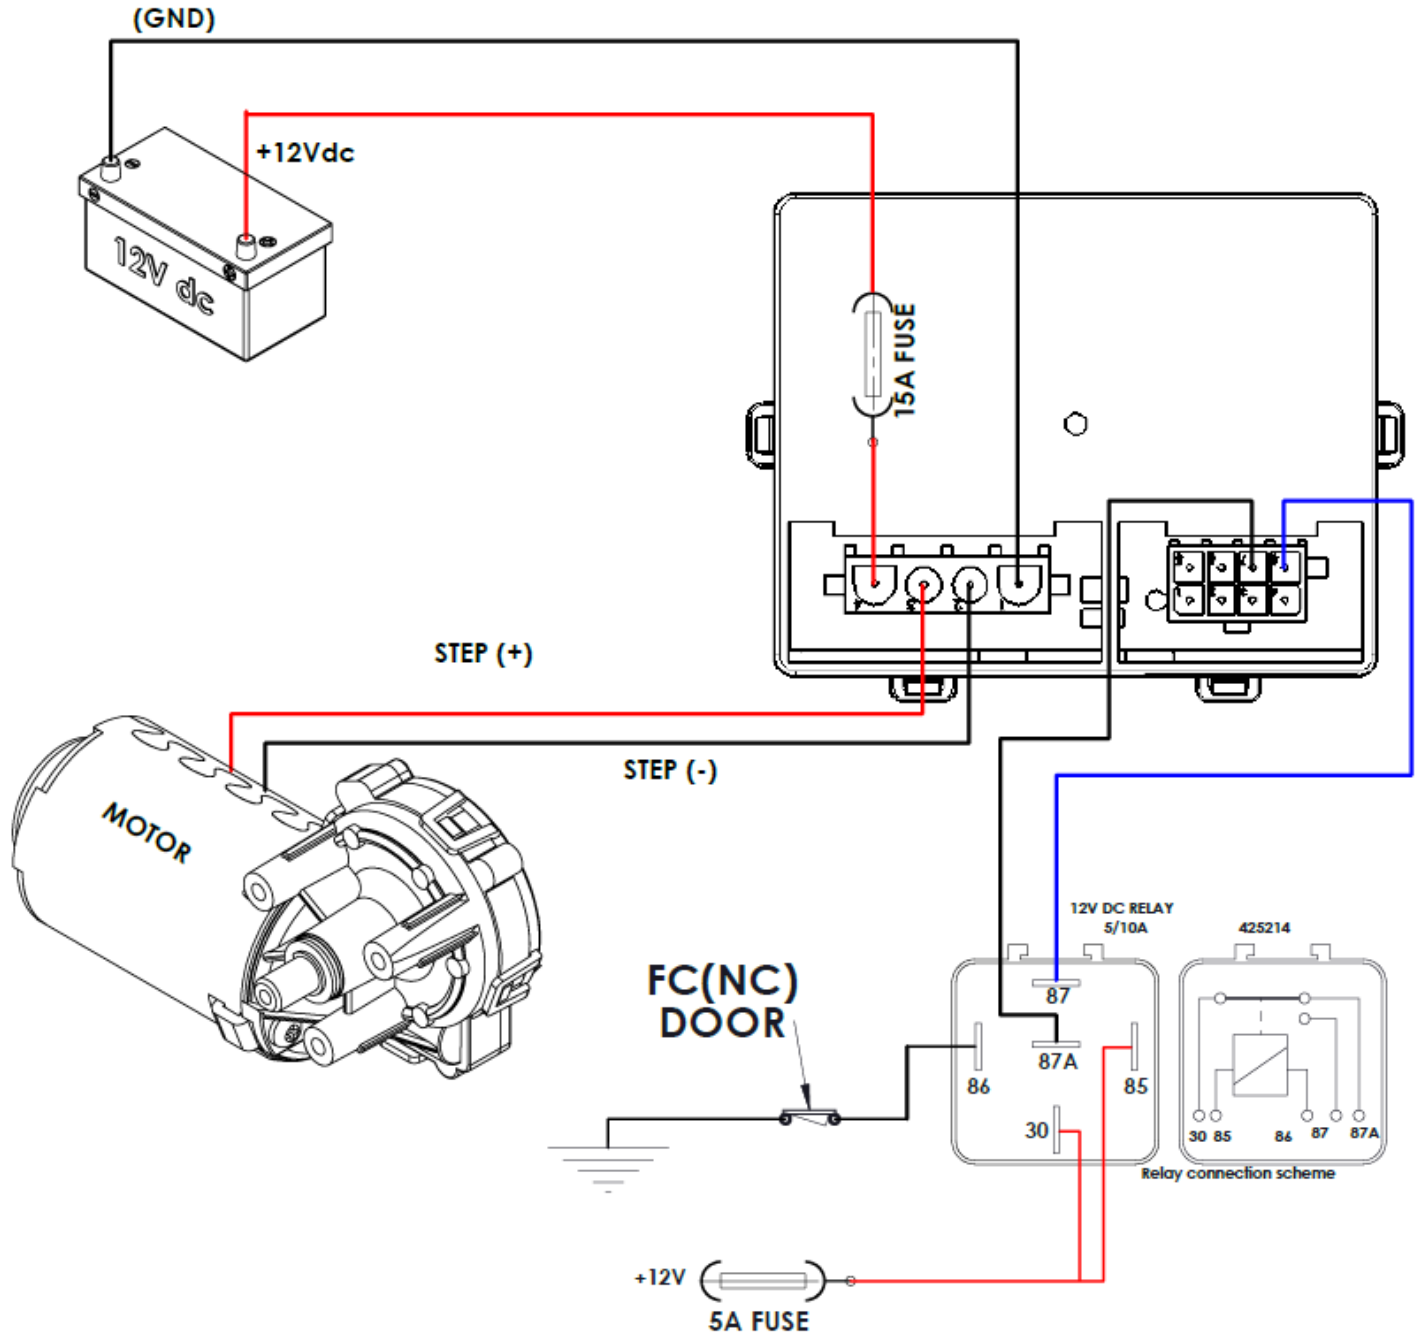 (GND)
+12Vdc
12V dc
15A FUSE
STEP (+)
STEP (-)
MOTOR
12V DC RELAY
5/10A
425214
FC(NC)
DOOR
87
87A
86
85
30
30 85 86 87 87A
Relay connection scheme
+12V
5A FUSE